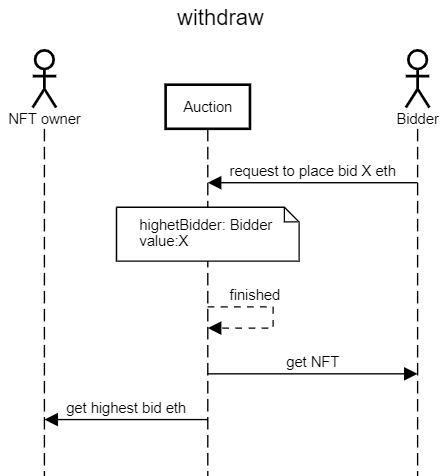 withdraw
NFT owner
Auction
Bidder
request to place bid X eth
highetBidder: Bidder
value:X
finished
get NFT
get highest bid eth